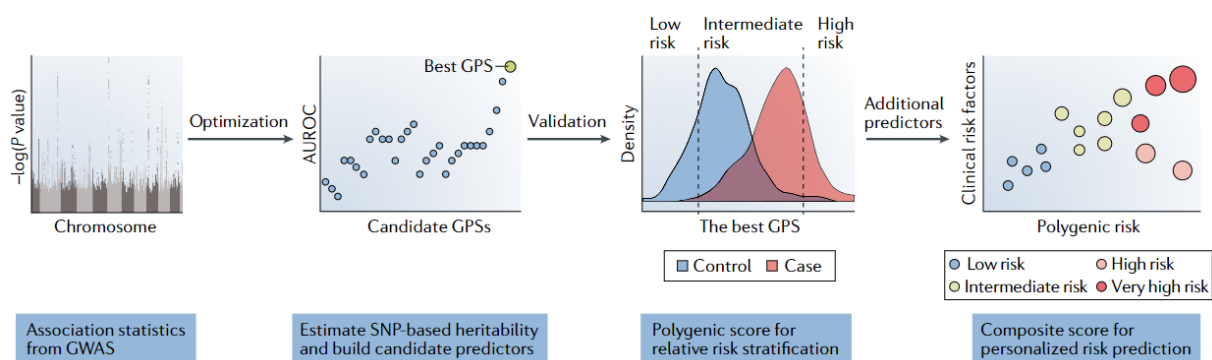 –log(P value)
Chromosome
Optimization
AUROC
Best GPS
Candidate GPSs
Validation
Low
risk
Intermediate
risk
High
risk
Density
The best GPS
Control
Case
Additional
predictors
Clinical risk factors
Polygenic risk
Low risk
High risk
Intermediate risk
Very high risk
Association statistics
from GWAS
Estimate SNP-based heritability
and build candidate predictors
Polygenic score for
relative risk stratification
Composite score for
personalized risk prediction